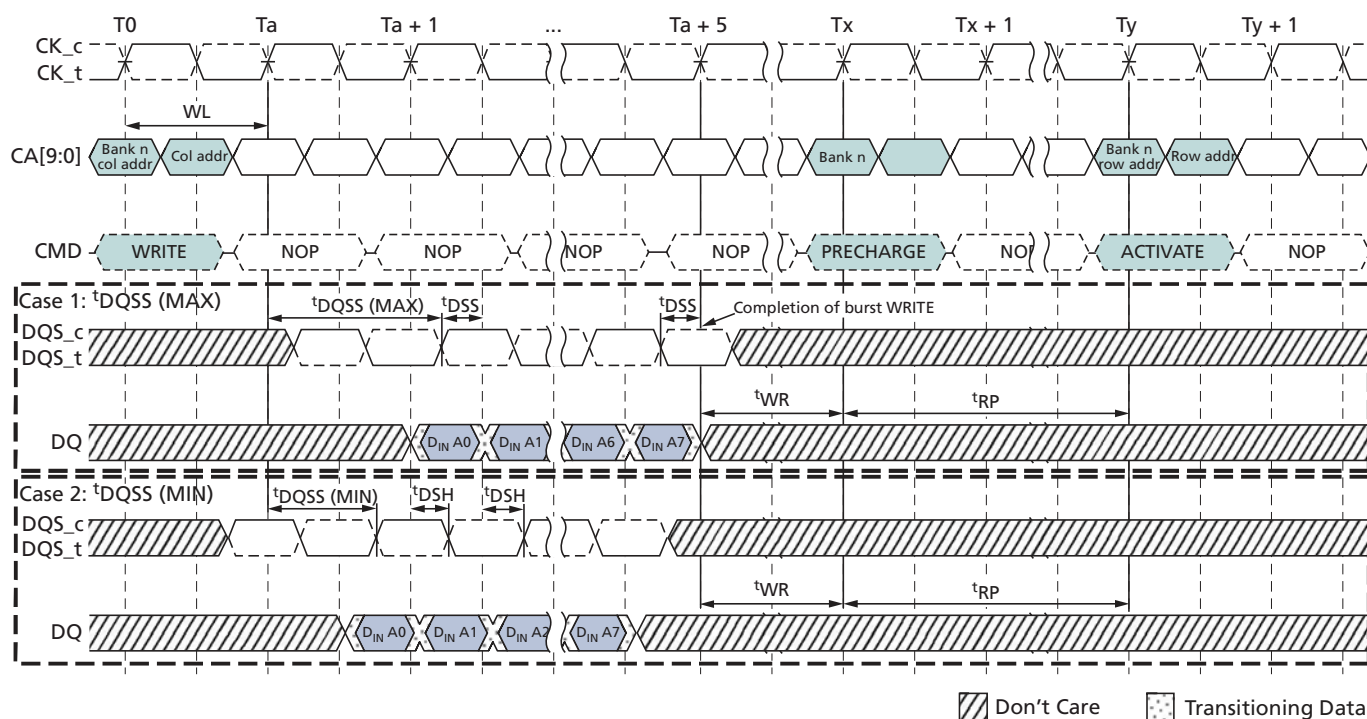 T0 Ta Ta + 1 ... Ta + 5 Tx Tx + 1 Ty Ty + 1
CK_c
CK_t
WL
CA[9:0] Bank n col addr Col addr Bank n Bank n row addr Row addr
CMD WRITE NOP NOP NOP NOP PRECHARGE NOP ACTIVATE NOP
Case 1: tDQSS (MAX) tDQSS (MAX) tDSS tDSS Completion of burst WRITE
DQS_c
DQS_t
tWR tRP
DQ DIN A0 DIN A1 DIN A6 DIN A7
Case 2: tDQSS (MIN) tDQSS (MIN) tDSH tDSH
DQS_c
DQS_t
tWR tRP
DQ DIN A0 DIN A1 DIN A2 DIN A7
Don't Care Transitioning Data